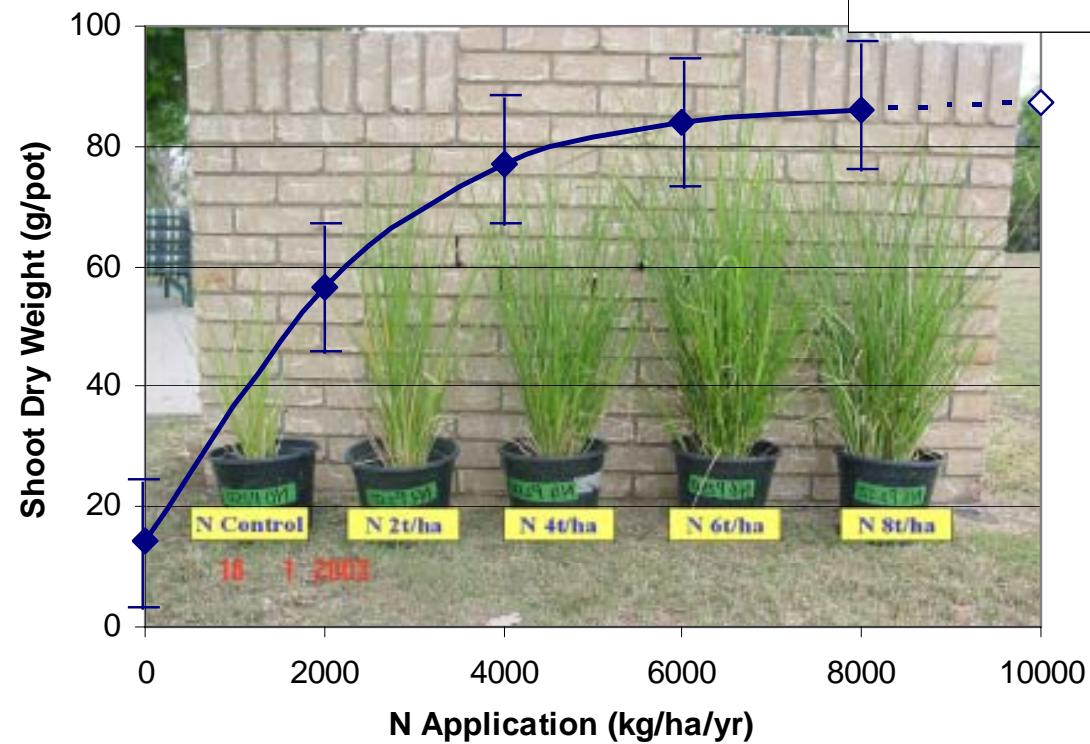 100
80
60
40
20
0
Shoot Dry Weight (g/pot)
N Control
N 2t/ha
N 4t/ha
N 6t/ha
N 8t/ha
16 1 2003
0 2000 4000 6000 8000 10000
N Application (kg/ha/yr)